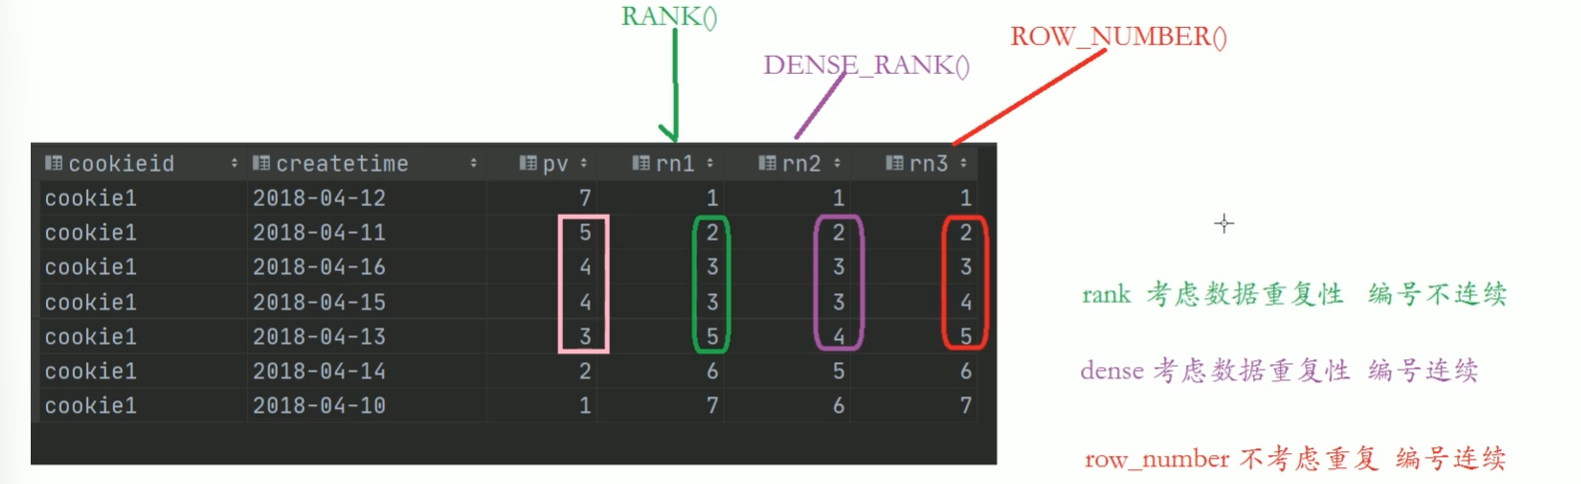 RANK()
DENSE_RANK()
ROW_NUMBER()
cookieid createtime pv rn1 rn2 rn3
cookie1 2018-04-12 7 1 1 1
cookie1 2018-04-11 5 2 2 2
cookie1 2018-04-16 4 3 3 3
cookie1 2018-04-15 4 3 3 4
cookie1 2018-04-13 3 5 4 5
cookie1 2018-04-14 2 6 5 6
cookie1 2018-04-10 1 7 6 7
rank 考虑数据重复性 编号不连续
dense 考虑数据重复性 编号连续
row_number 不考虑重复 编号连续